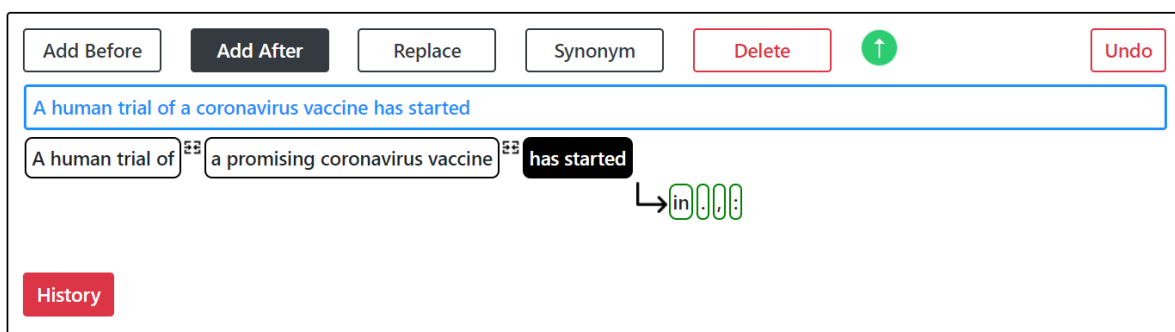 Add Before Add After Replace Synonym Delete ↑ Undo
A human trial of a coronavirus vaccine has started
A human trial of a promising coronavirus vaccine has started
in . , :
History